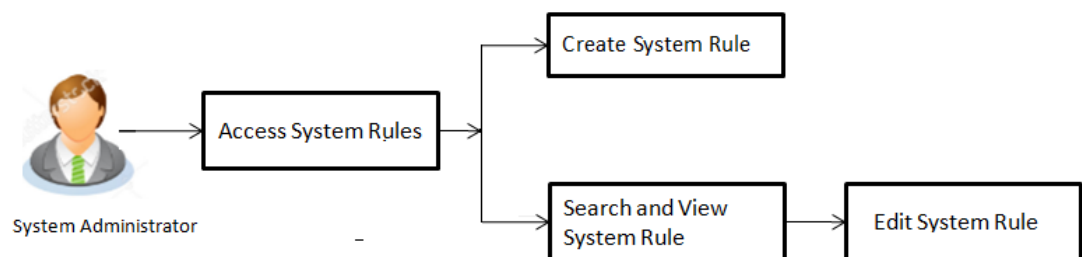 Create System Rule
Access System Rules
System Administrator
Search and View
System Rule
Edit System Rule